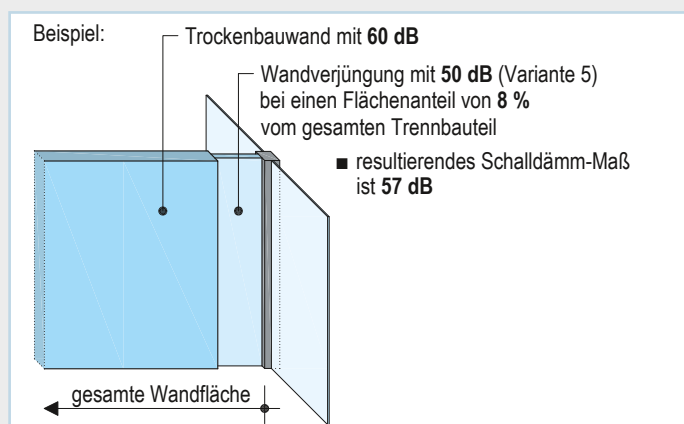 Beispiel:
Trockenbauwand mit 60 dB
Wandverjüngung mit 50 dB (Variante 5)
bei einen Flächenanteil von 8 %
vom gesamten Trennbauteil
■ resultierendes Schalldämm-Maß
ist 57 dB
gesamte Wandfläche